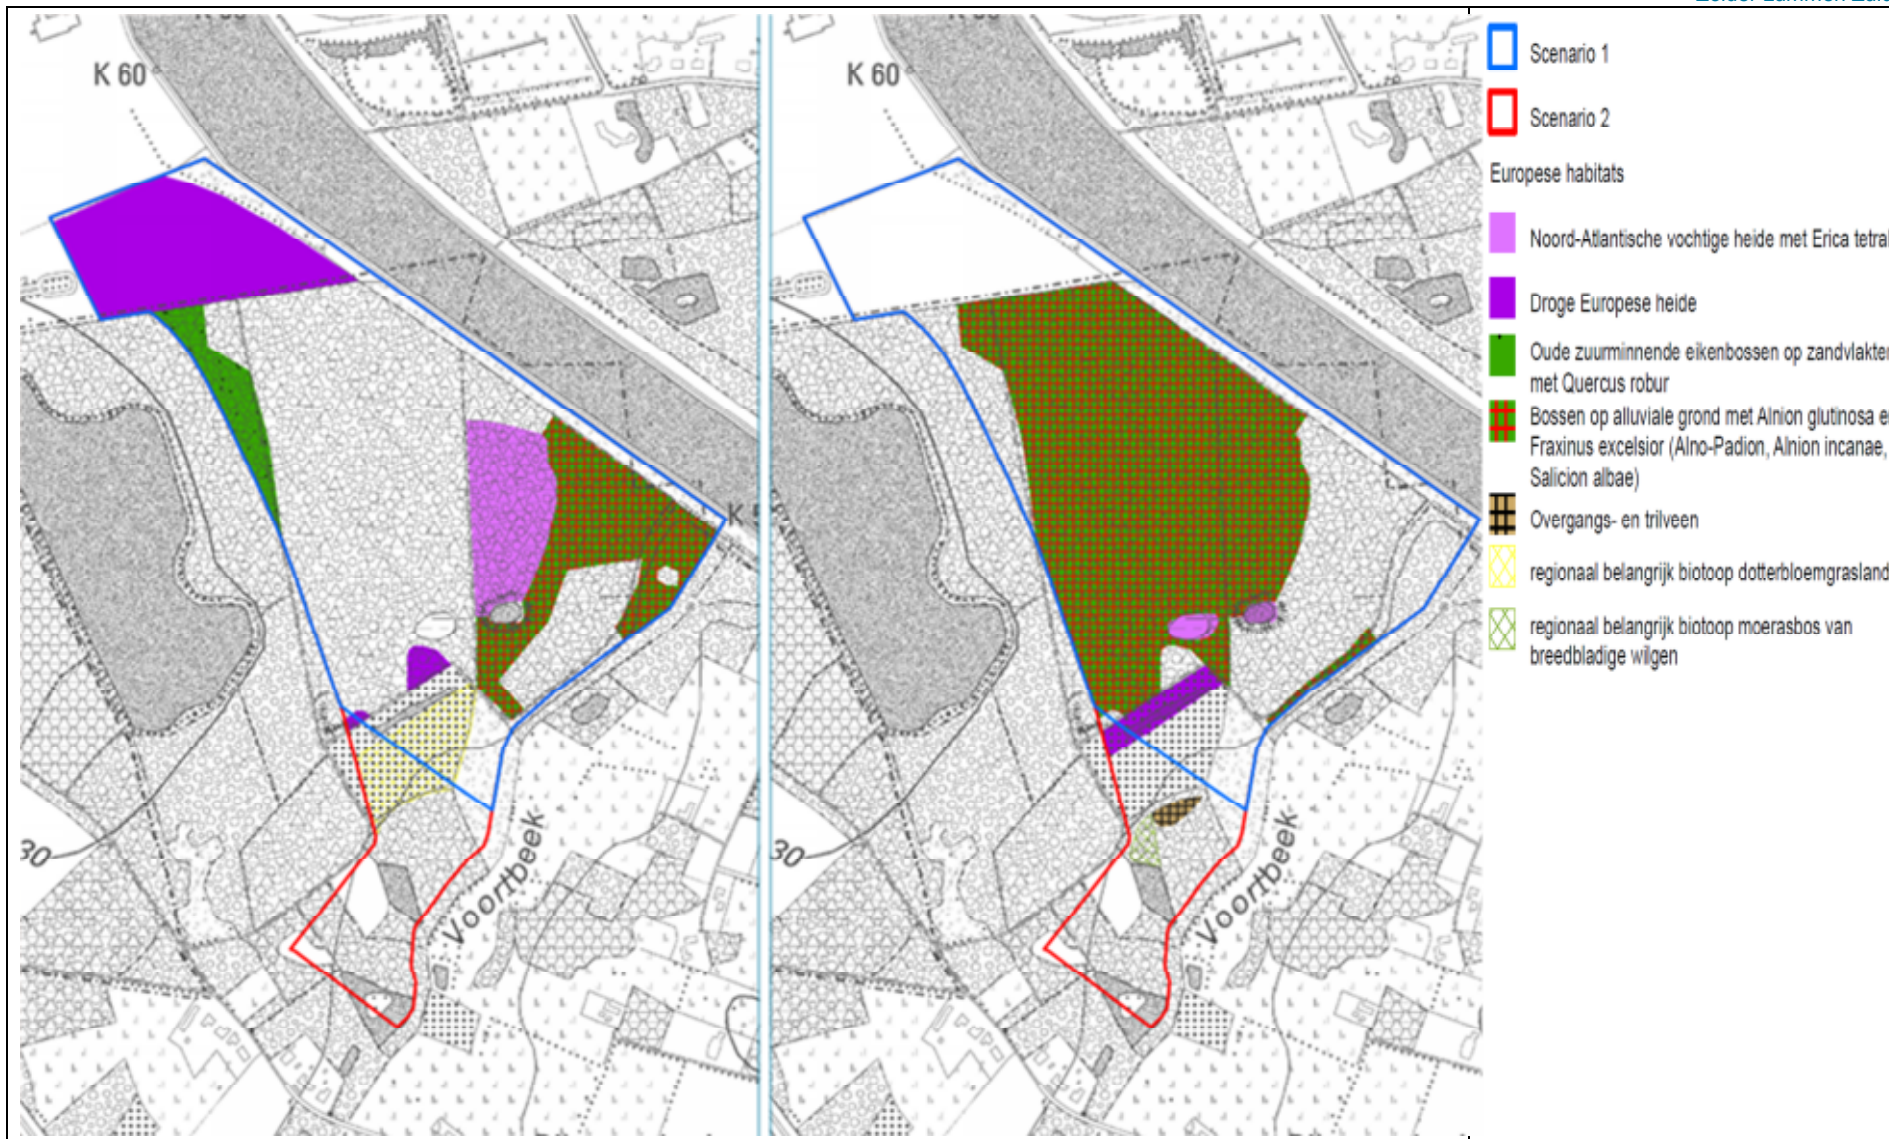 K 60
K 60
Voortbeek
Voortbeek
30
30
Scenario 1
Scenario 2
Europese habitats
Noord-Atlantische vochtige heide met Erica
Droge Europese heide
Oude zuurminnende eikenbossen op
met Quercus robur
Bossen op alluviale grond met Alnion glutinosa
Fraxinus excelsior (Alno-Padion, Alnion incanae,
Salicion albae)
Overgangs- en trilveen
regionaal belangrijk biotoop dotterbloemgrasland
regionaal belangrijk biotoop moerasbos van
breedbladige wilgen